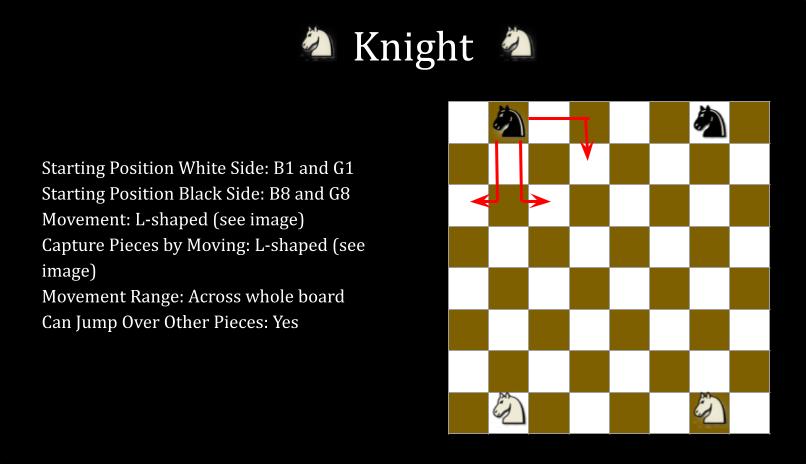 Knight
Starting Position White Side: B1 and G1
Starting Position Black Side: B8 and G8
Movement: L-shaped (see image)
Capture Pieces by Moving: L-shaped (see
image)
Movement Range: Across whole board
Can Jump Over Other Pieces: Yes